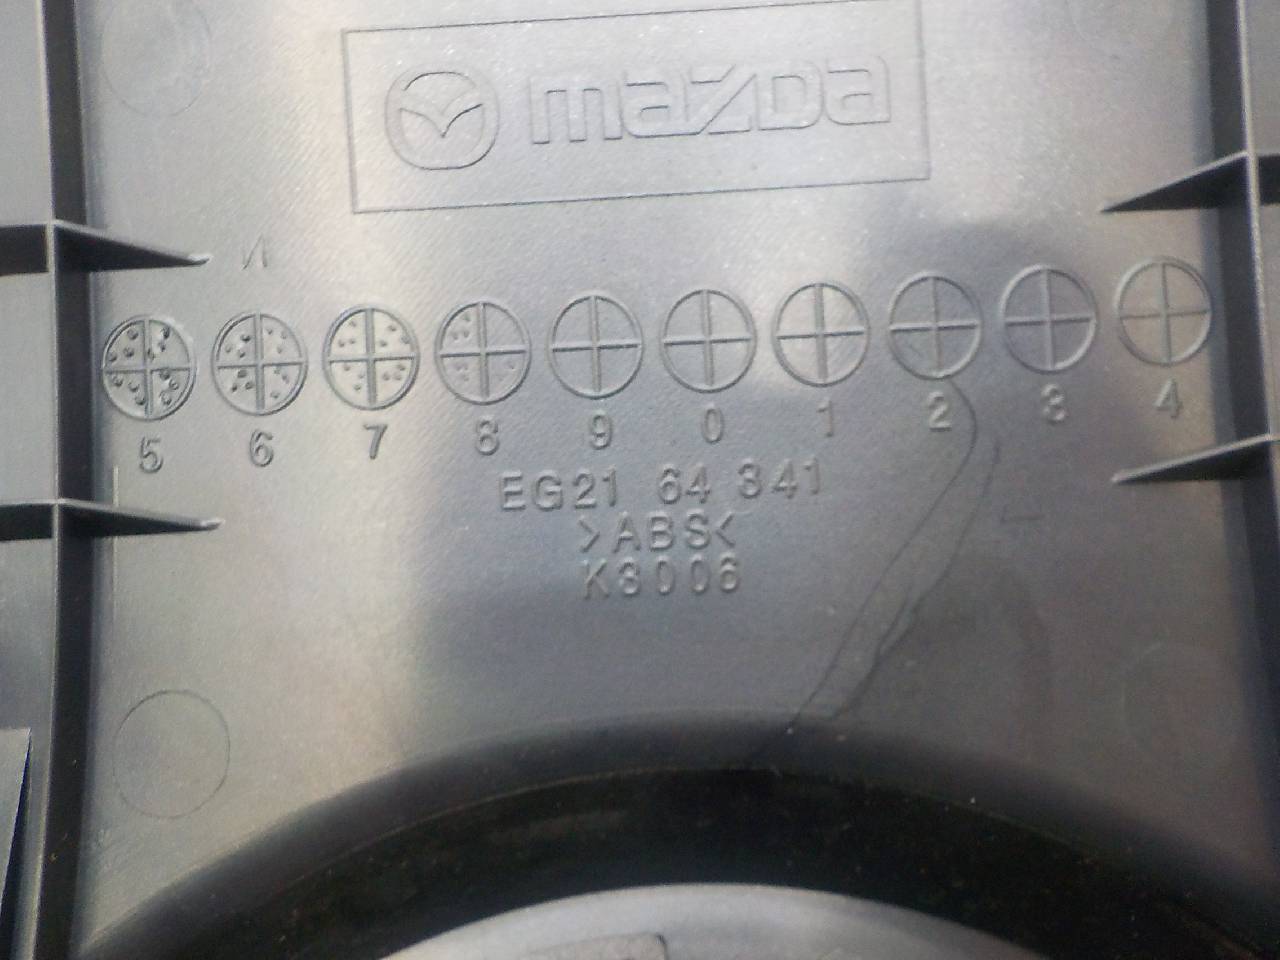 mazda
И
5 6 7 8 9 0 1 2 3 4
EG21 64 341
>ABS<
K3006